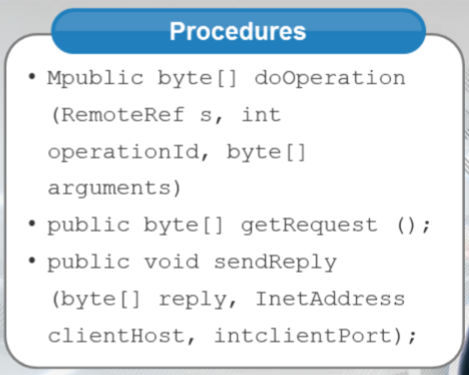 Procedures
• Mpublic byte[] doOperation
(RemoteRef s, int
operationId, byte[]
arguments)
• public byte[] getRequest ();
• public void sendReply
(byte[] reply, InetAddress
clientHost, intclientPort);